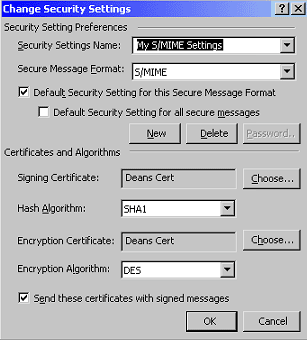 Change Security Settings
Security Setting Preferences
Security Settings Name: My S/MIME Settings
Secure Message Format: S/MIME
Default Security Setting for this Secure Message Format
Default Security Setting for all secure messages
New Delete Password...
Certificates and Algorithms
Signing Certificate: Deans Cert Choose...
Hash Algorithm: SHA1
Encryption Certificate: Deans Cert Choose...
Encryption Algorithm: DES
Send these certificates with signed messages
OK Cancel